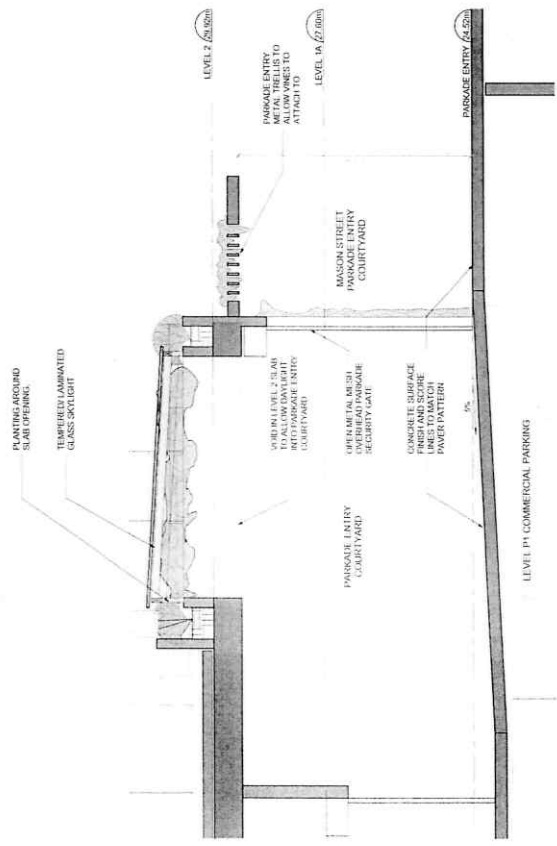 PLANTING AROUND
SLAB OPENING.
TEMPERED/ LAMINATED
GLASS SKYLIGHT
LEVEL 2
29.92m
PARKADE ENTRY
METAL TRELLIS TO
ALLOW VINES TO
ATTACH TO
LEVEL 1A
27.60m
VOID IN LEVEL 2 SLAB
TO ALLOW DAYLIGHT
INTO PARKADE ENTRY
COURTYARD
MASON STREET
PARKADE ENTRY
COURTYARD
OPEN METAL MESH
OVERHEAD PARKADE
SECURITY GATE
PARKADE ENTRY
COURTYARD
CONCRETE SURFACE
FINISH AND SCORE
LINES TO MATCH
PAVER PATTERN
PARKADE ENTRY
24.52m
5%
LEVEL P1 COMMERCIAL PARKING